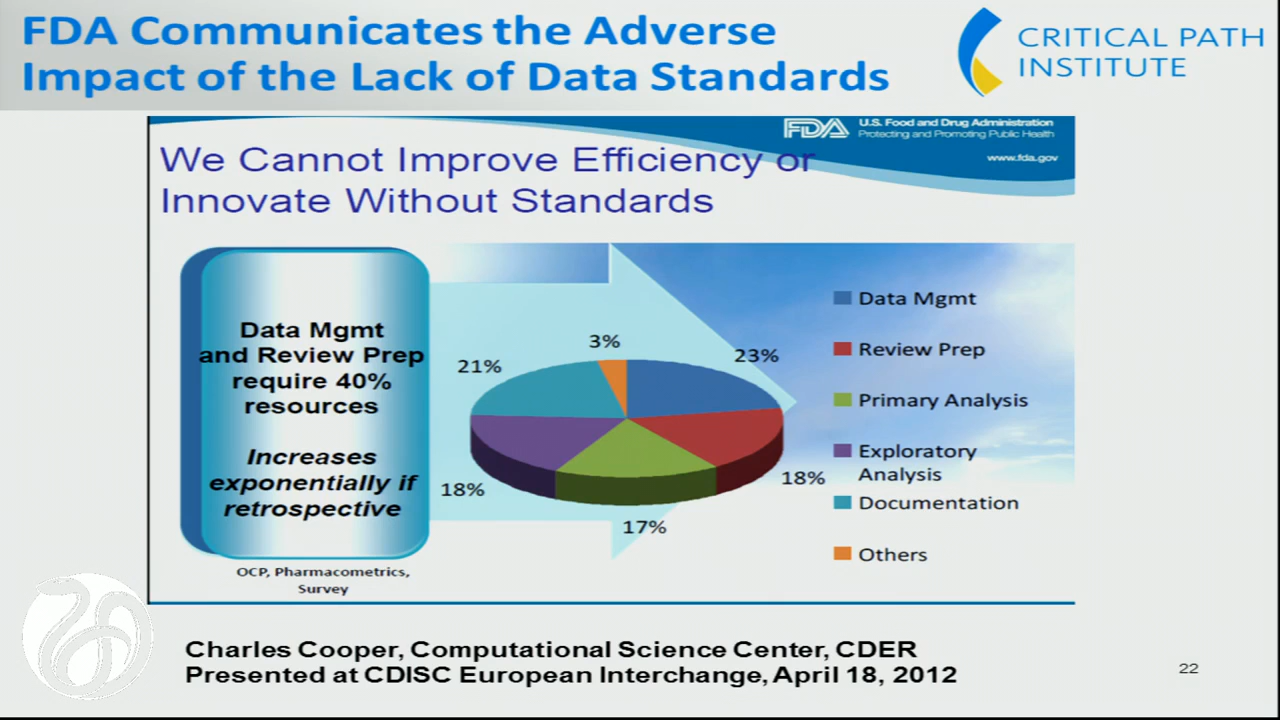 FDA Communicates the Adverse
Impact of the Lack of Data Standards
CRITICAL PATH
INSTITUTE
FDA
U.S. Food and Drug Administration
Protecting and Promoting Public Health
www.fda.gov
We Cannot Improve Efficiency or
Innovate Without Standards
Data Mgmt
and Review Prep
require 40%
resources
Increases
exponentially if
retrospective
OCP, Pharmacometrics,
Survey
3%
23%
21%
18%
18%
17%
Data Mgmt
Review Prep
Primary Analysis
Exploratory
Analysis
Documentation
Others
Charles Cooper, Computational Science Center, CDER
Presented at CDISC European Interchange, April 18, 2012
22